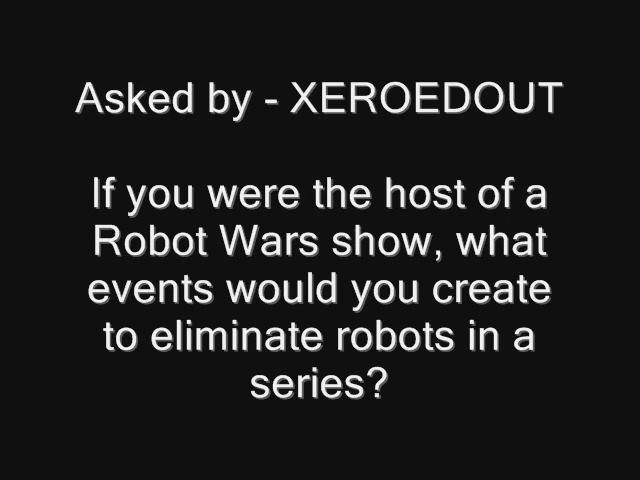 Asked by - XEROEDOUT
If you were the host of a
Robot Wars show, what
events would you create
to eliminate robots in a
series?